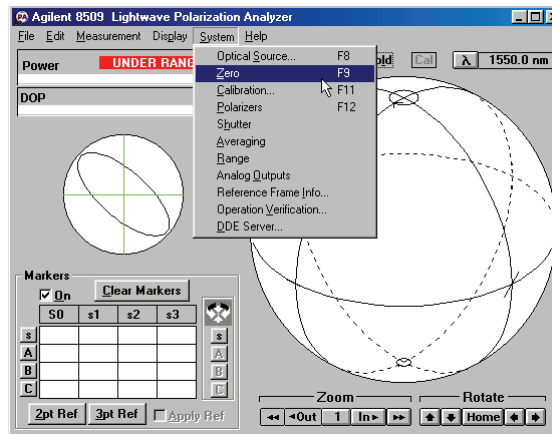 Agilent 8509 Lightwave Polarization Analyzer
File Edit Measurement Display System Help
Power UNDER RANG
DOP
Optical Source... F8
Zero F9
Calibration... F11
Polarizers F12
Shutter
Averaging
Range
Analog Outputs
Reference Frame Info...
Operation Verification...
DDE Server...
Cal λ 1550.0 nm
Markers
On Clear Markers
S0 s1 s2 s3
s s
A A
B B
C C
2pt Ref 3pt Ref Apply Ref
Zoom
Out 1 In
Rotate
Home